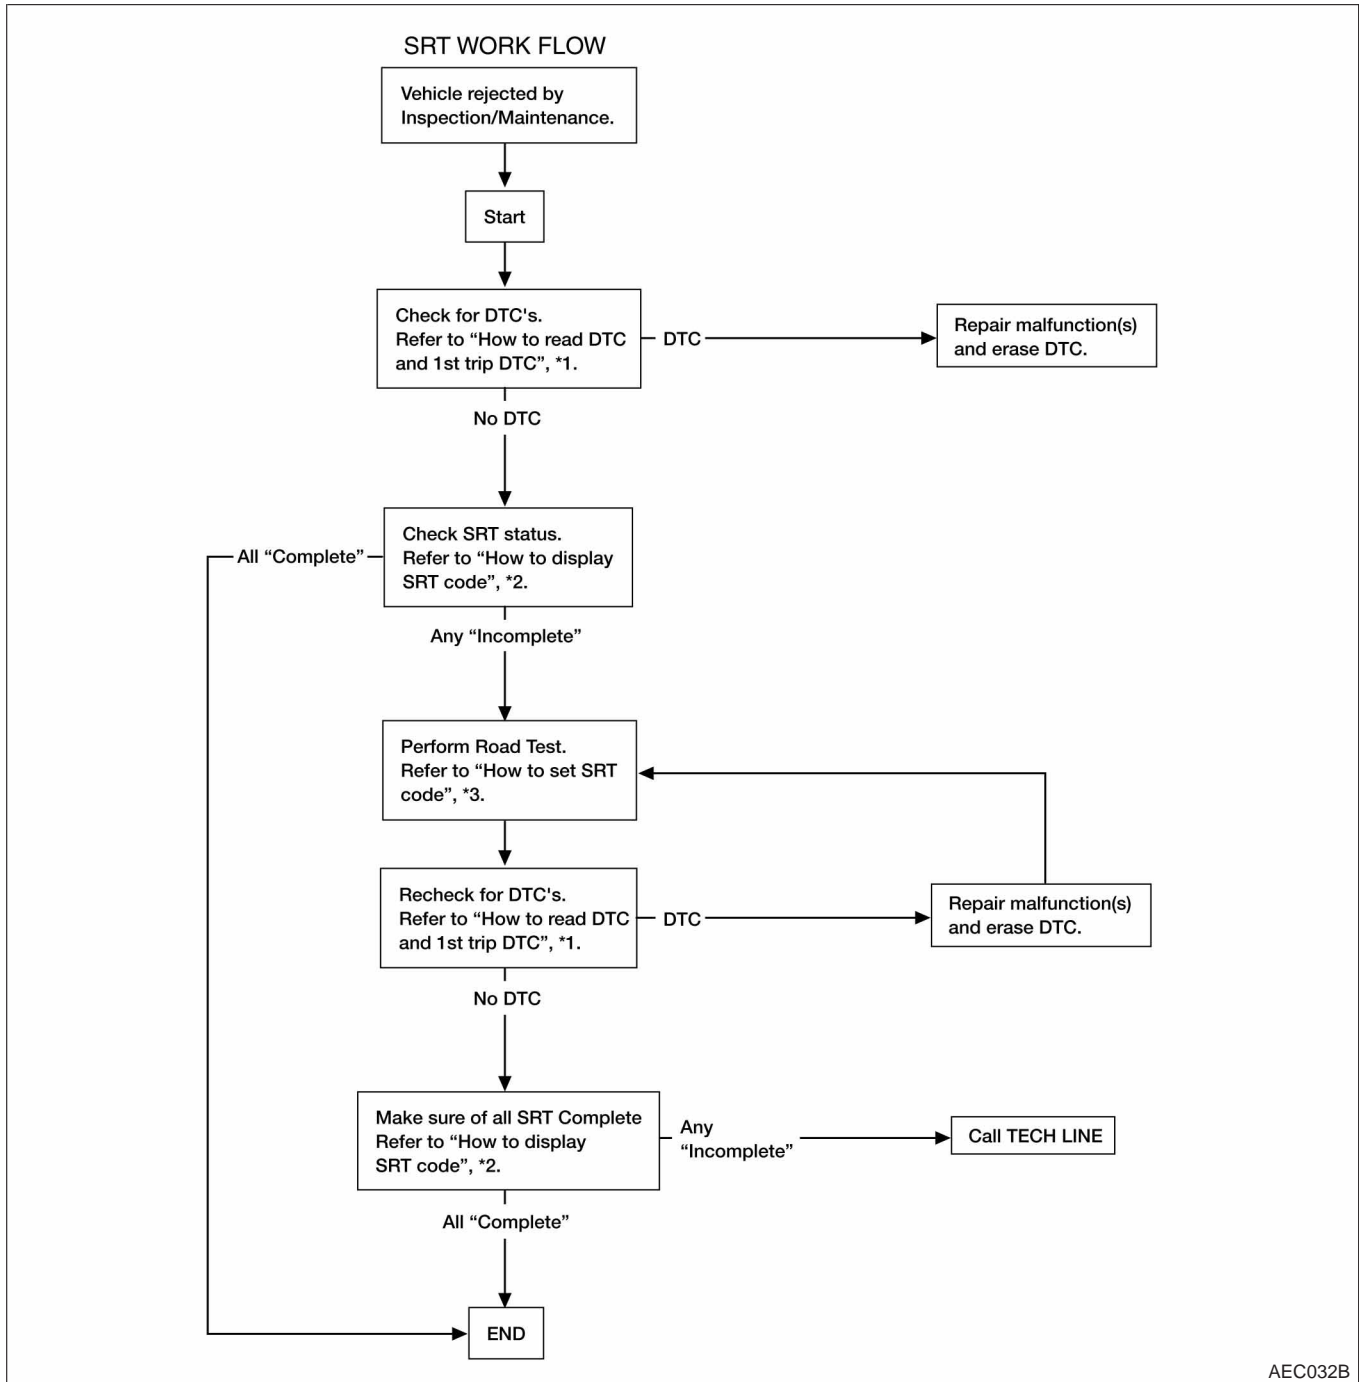 SRT WORK FLOW
Vehicle rejected by
Inspection/Maintenance.
Start
Check for DTC's.
Refer to “How to read DTC
and 1st trip DTC”, *1.
DTC
Repair malfunction(s)
and erase DTC.
No DTC
Check SRT status.
Refer to “How to display
SRT code”, *2.
All “Complete”
Any “Incomplete”
Perform Road Test.
Refer to “How to set SRT
code”, *3.
Recheck for DTC's.
Refer to “How to read DTC
and 1st trip DTC”, *1.
DTC
Repair malfunction(s)
and erase DTC.
No DTC
Make sure of all SRT Complete
Refer to “How to display
SRT code”, *2.
Any
“Incomplete”
Call TECH LINE
All “Complete”
END
AEC032B